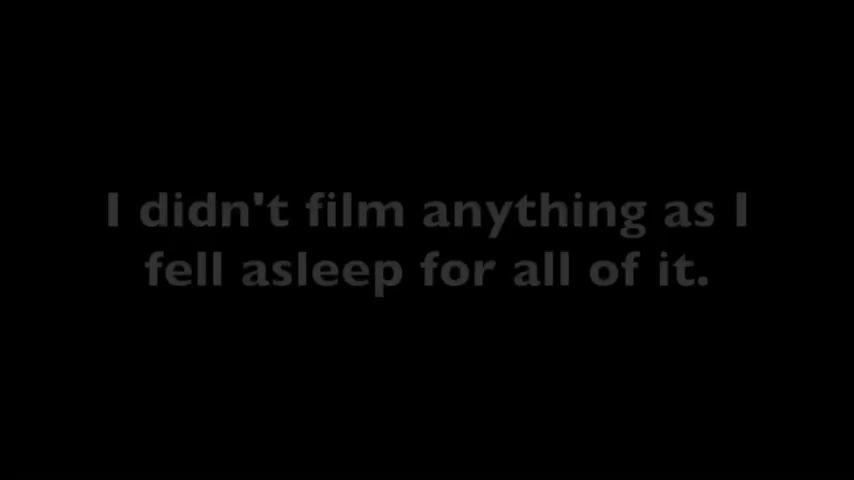 I didn't film anything as I
fell asleep for all of it.